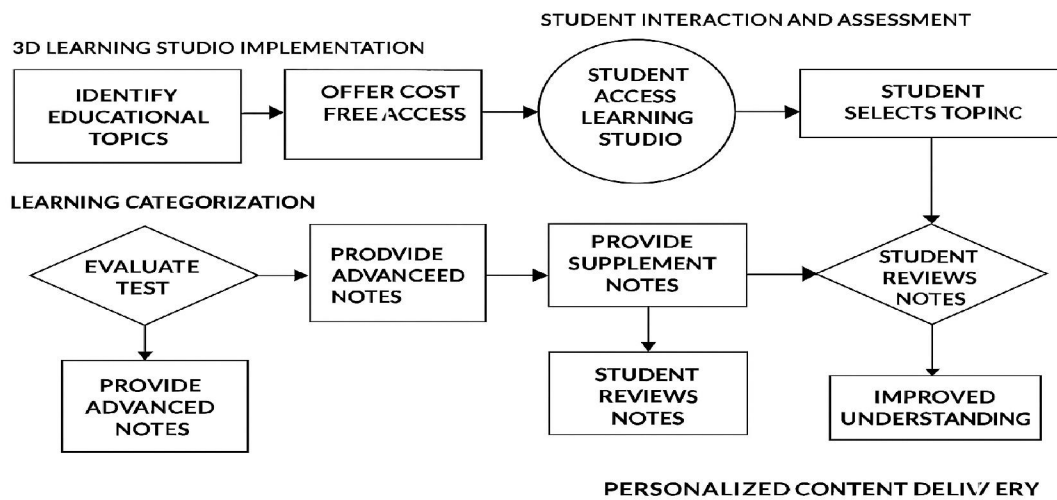 STUDENT INTERACTION AND ASSESSMENT
3D LEARNING STUDIO IMPLEMENTATION
IDENTIFY
EDUCATIONAL
TOPICS
OFFER COST
FREE ACCESS
STUDENT
ACCESS
LEARNING
STUDIO
STUDENT
SELECTS TOPINC
LEARNING CATEGORIZATION
EVALUATE
TEST
PRODVIDE
ADVANCEED
NOTES
PROVIDE
SUPPLEMENT
NOTES
STUDENT
REVIEWS
NOTES
PROVIDE
ADVANCED
NOTES
STUDENT
REVIEWS
NOTES
IMPROVED
UNDERSTANDING
PERSONALIZED CONTENT DELIVERY